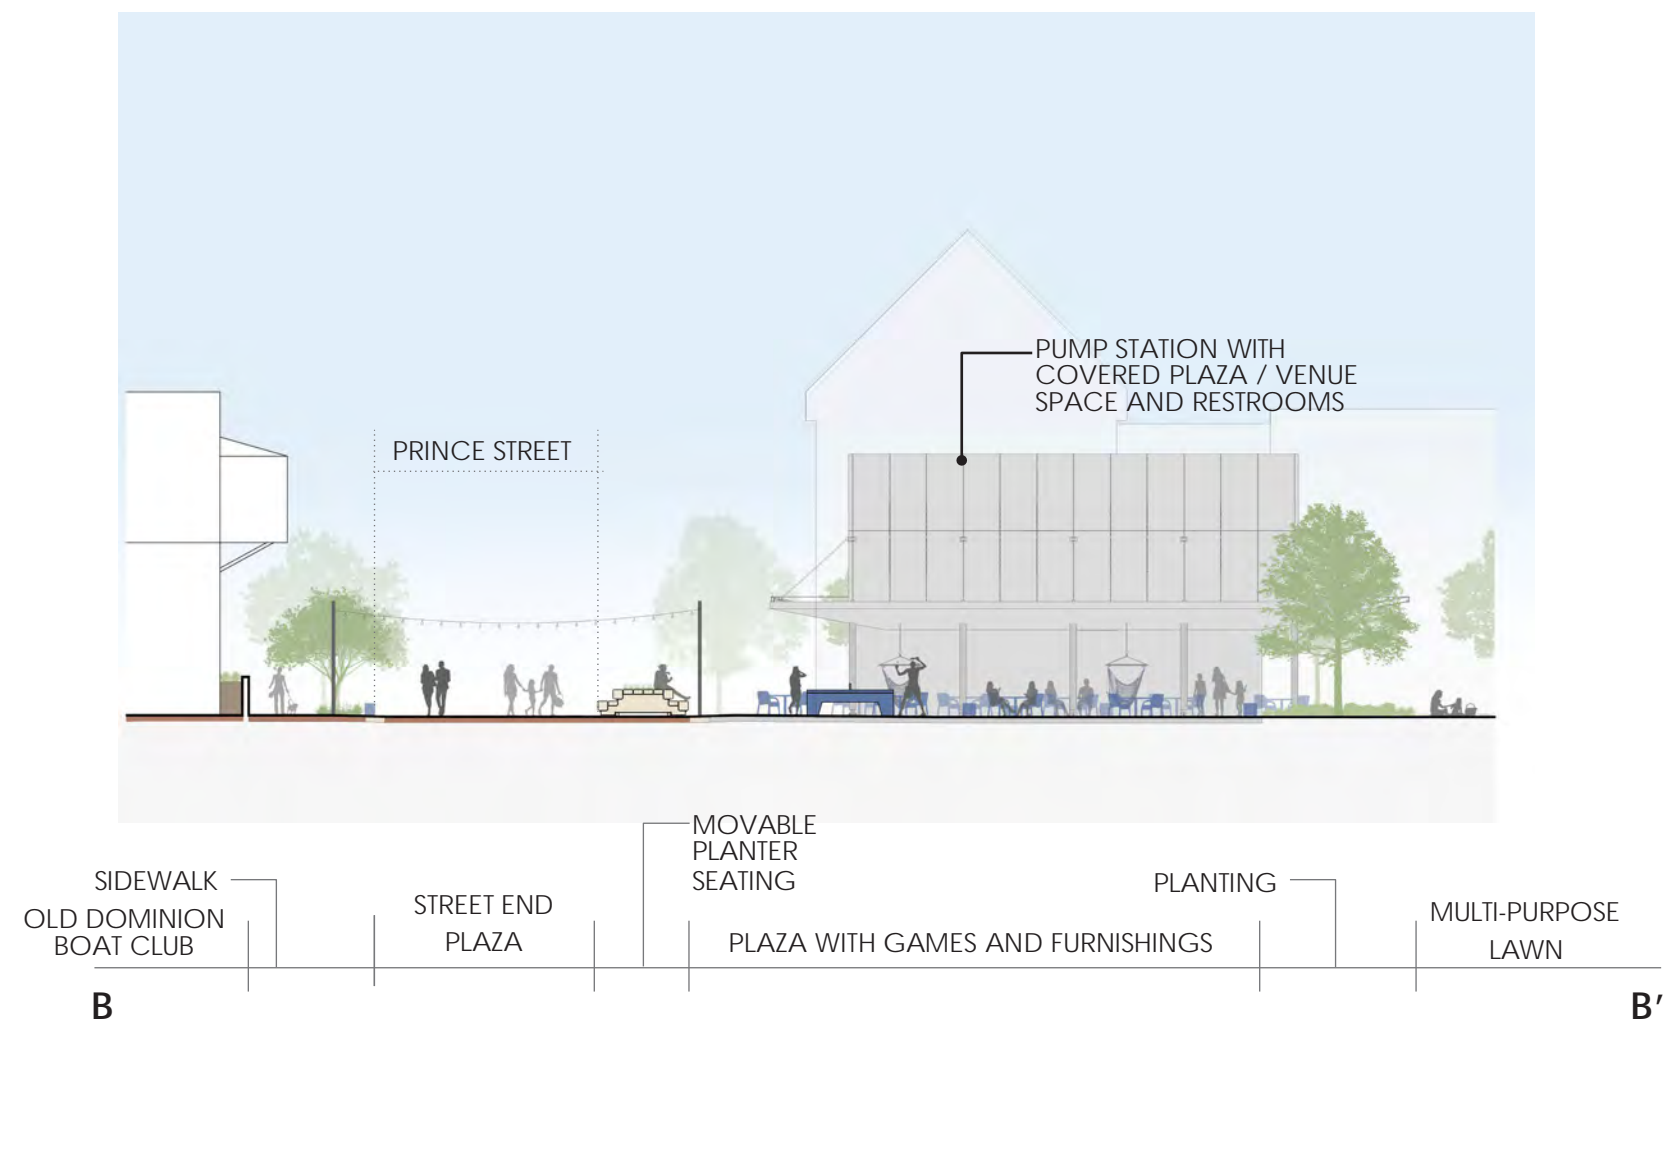 PUMP STATION WITH
COVERED PLAZA / VENUE
SPACE AND RESTROOMS
PRINCE STREET
MOVABLE
PLANTER
SEATING
SIDEWALK
OLD DOMINION
BOAT CLUB
STREET END
PLAZA
PLAZA WITH GAMES AND FURNISHINGS
PLANTING
MULTI-PURPOSE
LAWN
B
B'